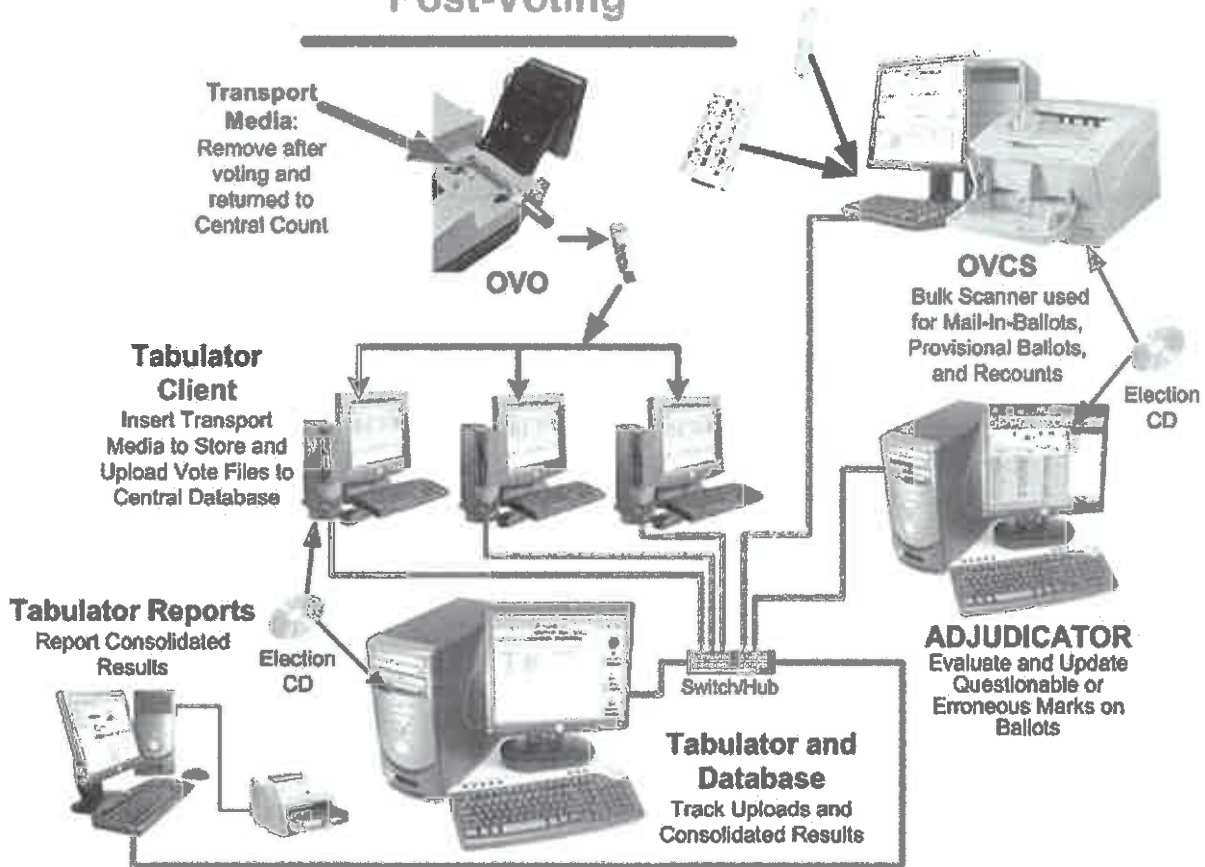 Post-Voting
Transport
Media:
Remove after
voting and
returned to
Central Count
OVO
OVCS
Bulk Scanner used
for Mail-In-Ballots,
Provisional Ballots,
and Recounts
Election
CD
Tabulator
Client
Insert Transport
Media to Store and
Upload Vote Files to
Central Database
Tabulator Reports
Report Consolidated
Results
Election
CD
Switch/Hub
ADJUDICATOR
Evaluate and Update
Questionable or
Erroneous Marks on
Ballots
Tabulator and
Database
Track Uploads and
Consolidated Results